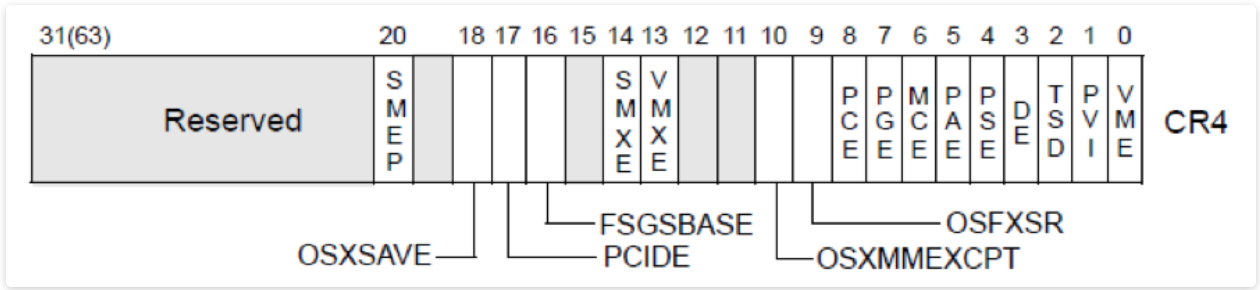 31(63) 20 18 17 16 15 14 13 12 11 10 9 8 7 6 5 4 3 2 1 0
Reserved SMEP SMXE VMXE PCE PGE MCE PAE PSE DE TSD PVI VME CR4
FSGSBASE OSFXSR
OSXSAVE PCIDE OSXMMEXCPT